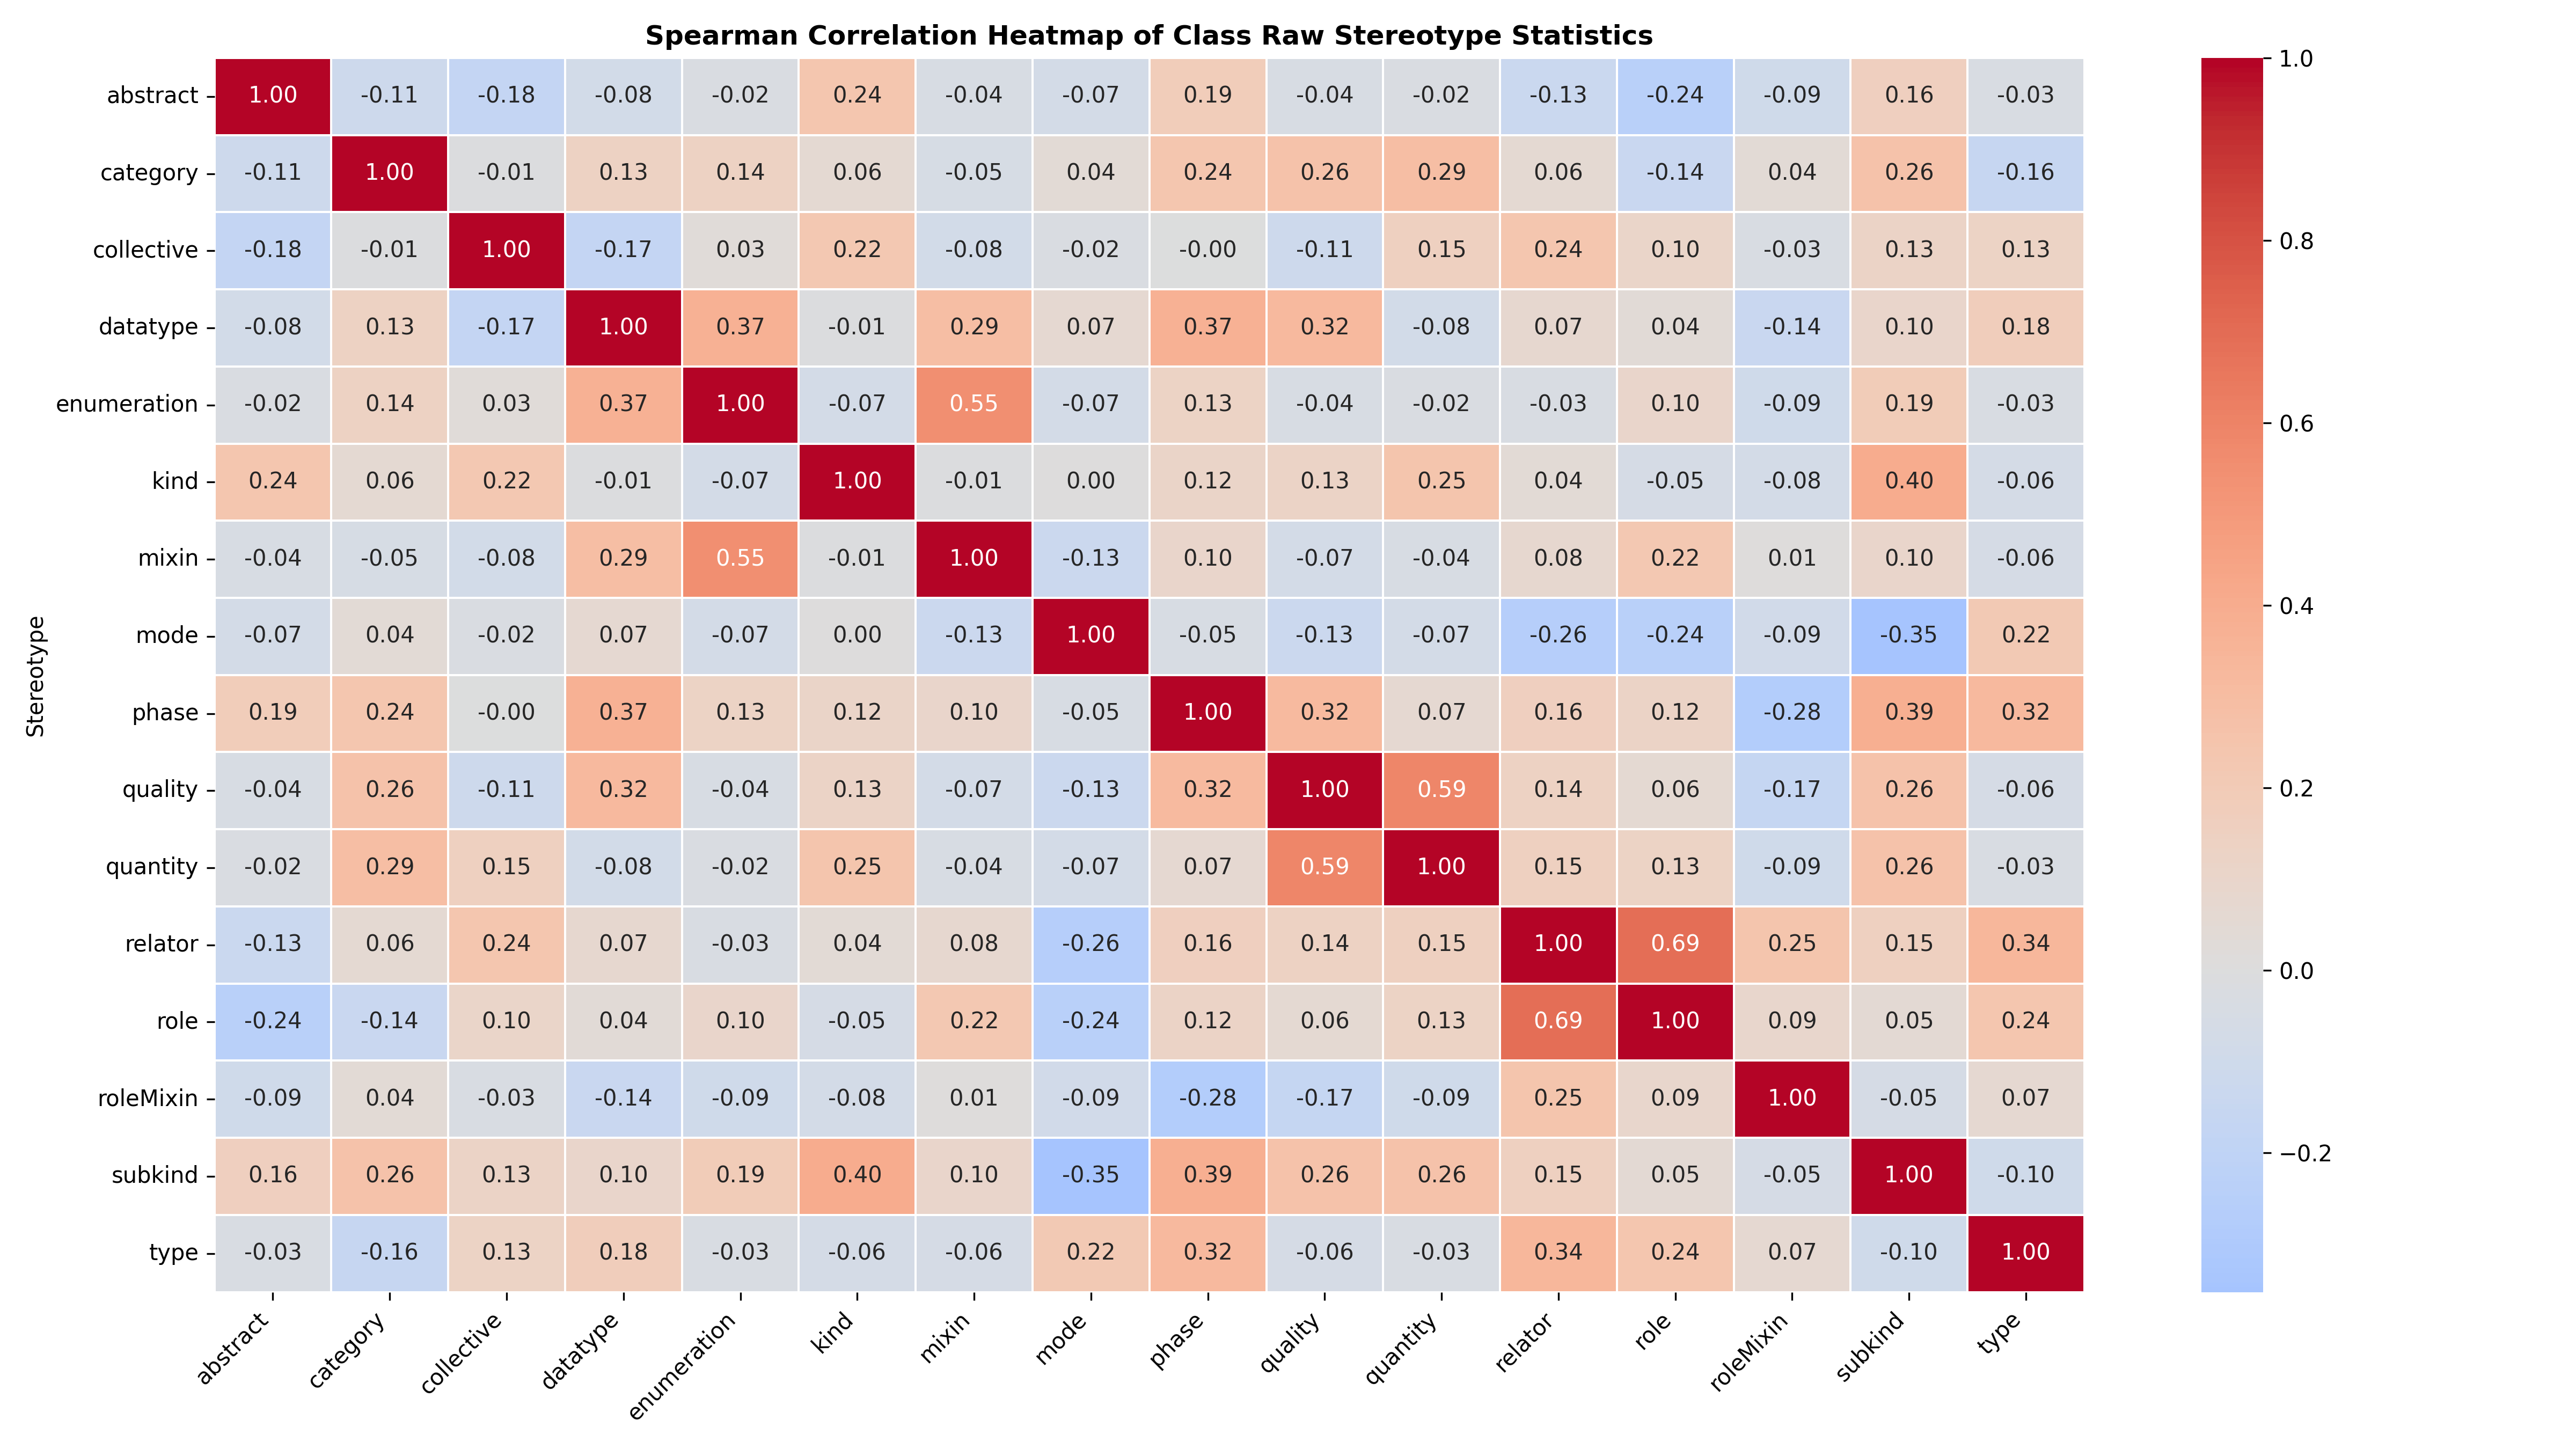 Spearman Correlation Heatmap of Class Raw Stereotype Statistics
abstract 1.00 -0.11 -0.18 -0.08 -0.02 0.24 -0.04 -0.07 0.19 -0.04 -0.02 -0.13 -0.24 -0.09 0.16 -0.03
category -0.11 1.00 -0.01 0.13 0.14 0.06 -0.05 0.04 0.24 0.26 0.29 0.06 -0.14 0.04 0.26 -0.16
collective -0.18 -0.01 1.00 -0.17 0.03 0.22 -0.08 -0.02 -0.00 -0.11 0.15 0.24 0.10 -0.03 0.13 0.13
datatype -0.08 0.13 -0.17 1.00 0.37 -0.01 0.29 0.07 0.37 0.32 -0.08 0.07 0.04 -0.14 0.10 0.18
enumeration -0.02 0.14 0.03 0.37 1.00 -0.07 0.55 -0.07 0.13 -0.04 -0.02 -0.03 0.10 -0.09 0.19 -0.03
kind 0.24 0.06 0.22 -0.01 -0.07 1.00 -0.01 0.00 0.12 0.13 0.25 0.04 -0.05 -0.08 0.40 -0.06
mixin -0.04 -0.05 -0.08 0.29 0.55 -0.01 1.00 -0.13 0.10 -0.07 -0.04 0.08 0.22 0.01 0.10 -0.06
mode -0.07 0.04 -0.02 0.07 -0.07 0.00 -0.13 1.00 -0.05 -0.13 -0.07 -0.26 -0.24 -0.09 -0.35 0.22
phase 0.19 0.24 -0.00 0.37 0.13 0.12 0.10 -0.05 1.00 0.32 0.07 0.16 0.12 -0.28 0.39 0.32
quality -0.04 0.26 -0.11 0.32 -0.04 0.13 -0.07 -0.13 0.32 1.00 0.59 0.14 0.06 -0.17 0.26 -0.06
quantity -0.02 0.29 0.15 -0.08 -0.02 0.25 -0.04 -0.07 0.07 0.59 1.00 0.15 0.13 -0.09 0.26 -0.03
relator -0.13 0.06 0.24 0.07 -0.03 0.04 0.08 -0.26 0.16 0.14 0.15 1.00 0.69 0.25 0.15 0.34
role -0.24 -0.14 0.10 0.04 0.10 -0.05 0.22 -0.24 0.12 0.06 0.13 0.69 1.00 0.09 0.05 0.24
roleMixin -0.09 0.04 -0.03 -0.14 -0.09 -0.08 0.01 -0.09 -0.28 -0.17 -0.09 0.25 0.09 1.00 -0.05 0.07
subkind 0.16 0.26 0.13 0.10 0.19 0.40 0.10 -0.35 0.39 0.26 0.26 0.15 0.05 -0.05 1.00 -0.10
type -0.03 -0.16 0.13 0.18 -0.03 -0.06 -0.06 0.22 0.32 -0.06 -0.03 0.34 0.24 0.07 -0.10 1.00
abstract category collective datatype enumeration kind mixin mode phase quality quantity relator role roleMixin subkind type
Stereotype
1.0
0.8
0.6
0.4
0.2
0.0
−0.2